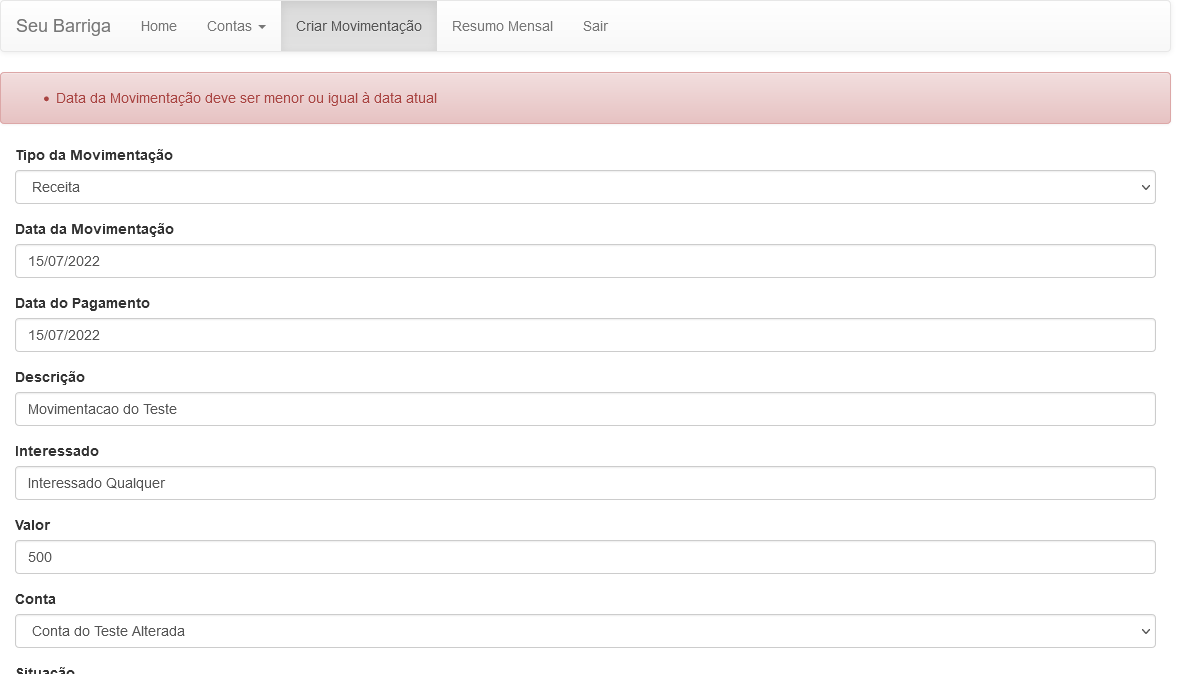 Seu Barriga Home Contas Criar Movimentação Resumo Mensal Sair
• Data da Movimentação deve ser menor ou igual à data atual
Tipo da Movimentação
Receita
Data da Movimentação
15/07/2022
Data do Pagamento
15/07/2022
Descrição
Movimentacao do Teste
Interessado
Interessado Qualquer
Valor
500
Conta
Conta do Teste Alterada
Situação